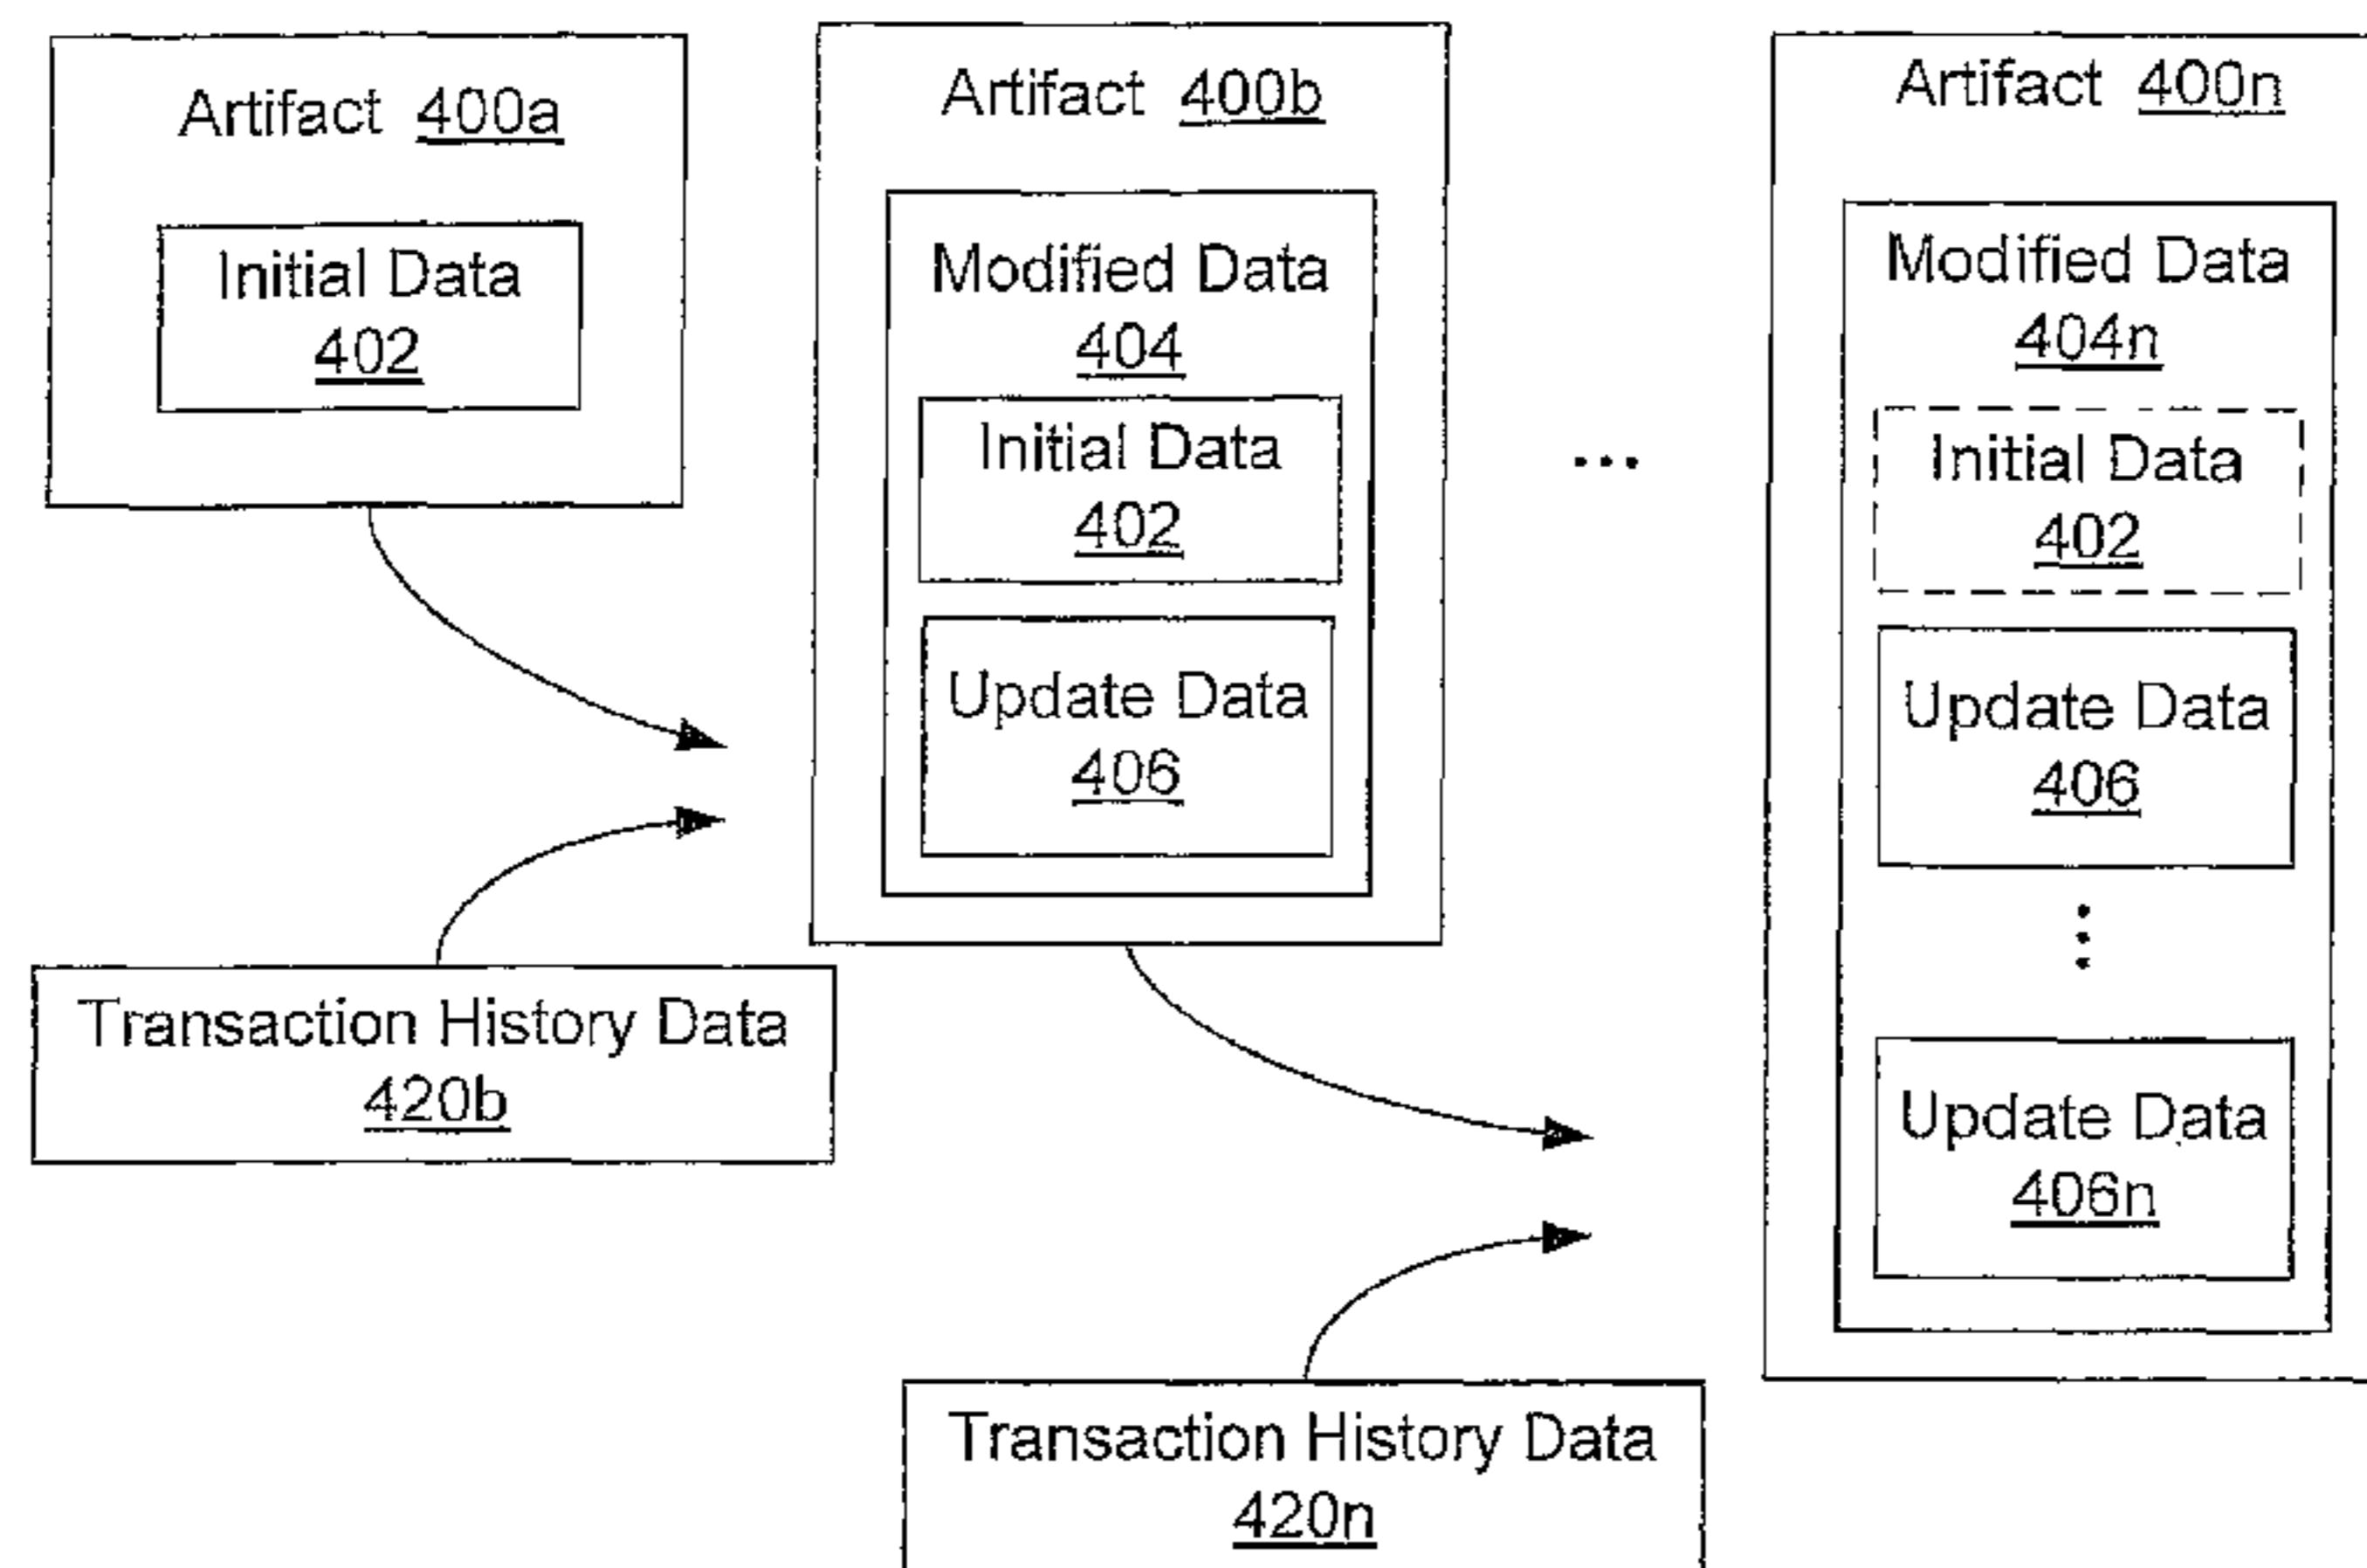 Artifact 400a
Initial Data
402
Artifact 400b
Modified Data
404
Initial Data
402
Update Data
406
...
Artifact 400n
Modified Data
404n
Initial Data
402
Update Data
406
Update Data
406n
Transaction History Data
420b
Transaction History Data
420n